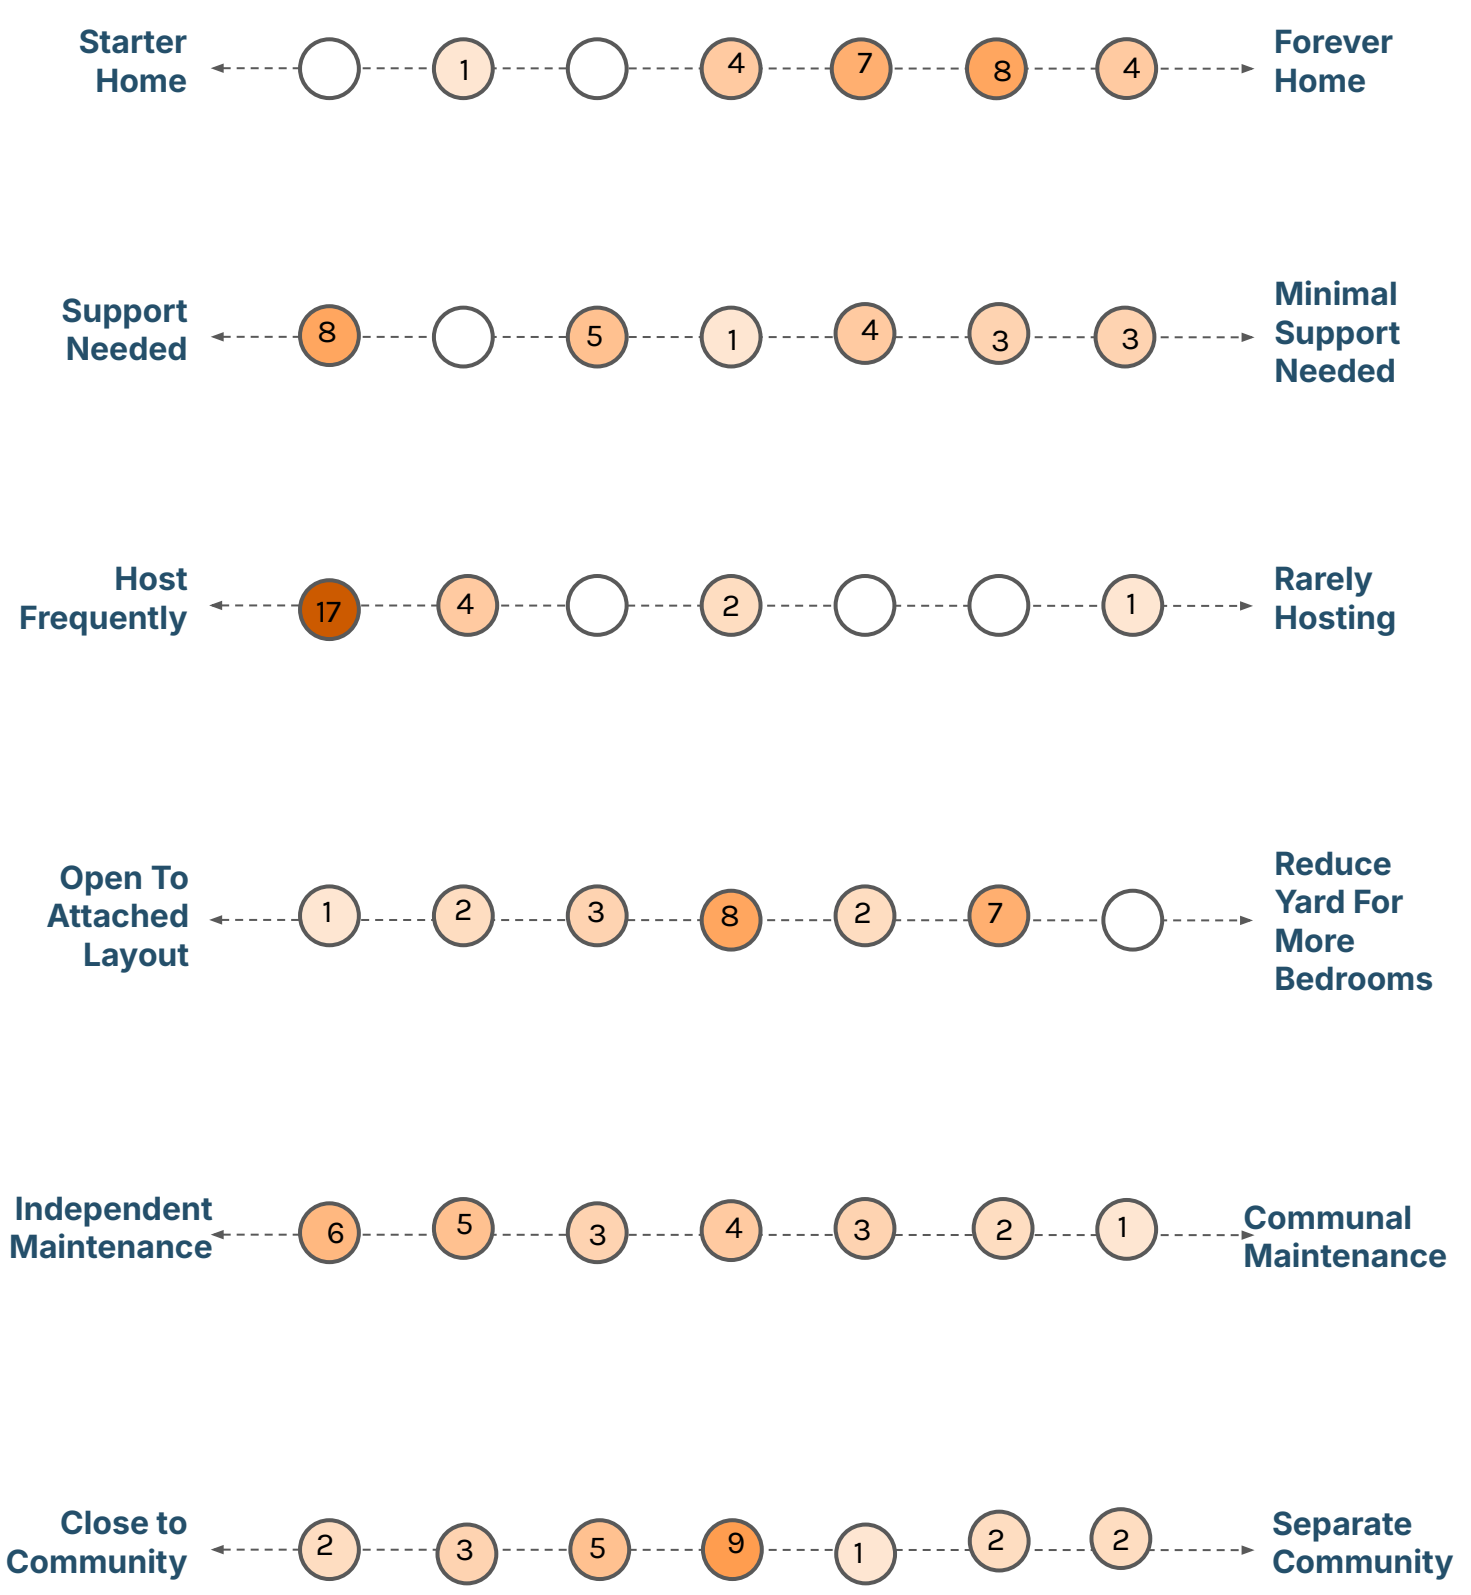 Starter
Home
1
4
7
8
4
Forever
Home
Support
Needed
8
5
1
4
3
3
Minimal
Support
Needed
Host
Frequently
17
4
2
1
Rarely
Hosting
Open To
Attached
Layout
1
2
3
8
2
7
Reduce
Yard For
More
Bedrooms
Independent
Maintenance
6
5
3
4
3
2
1
Communal
Maintenance
Close to
Community
2
3
5
9
1
2
2
Separate
Community